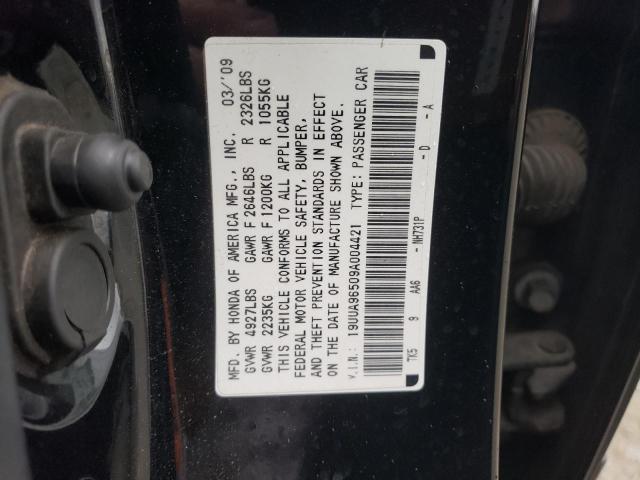 MFD. BY HONDA OF AMERICA MFG., INC. 03/'09
GVWR 4927LBS GAWR F 2646LBS R 2326LBS
GVWR 2235KG GAWR F 1200KG R 1055KG
THIS VEHICLE CONFORMS TO ALL APPLICABLE
FEDERAL MOTOR VEHICLE SAFETY, BUMPER,
AND THEFT PREVENTION STANDARDS IN EFFECT
ON THE DATE OF MANUFACTURE SHOWN ABOVE.
V.I.N.: 19UUA96509A004421 TYPE: PASSENGER CAR
TK5 9 AA6 - NH731P - D - A